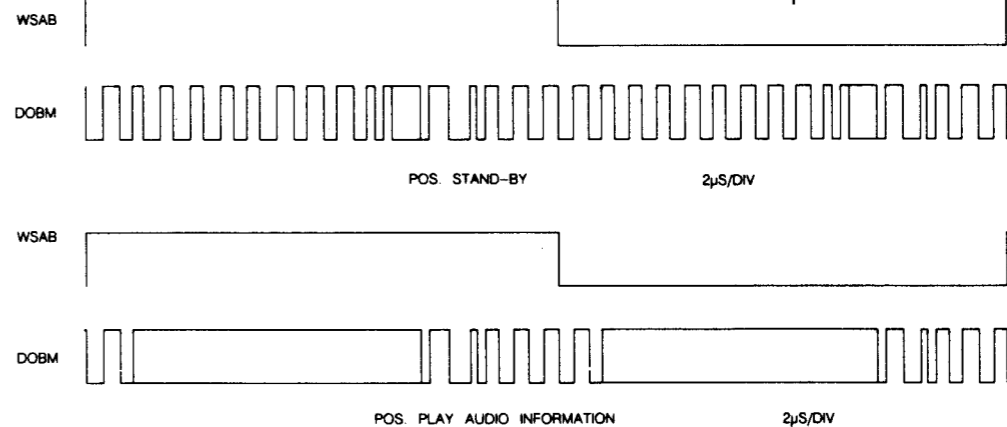 WSAB
DOBM
POS. STAND-BY 2µS/DIV
WSAB
DOBM
POS. PLAY AUDIO INFORMATION 2µS/DIV